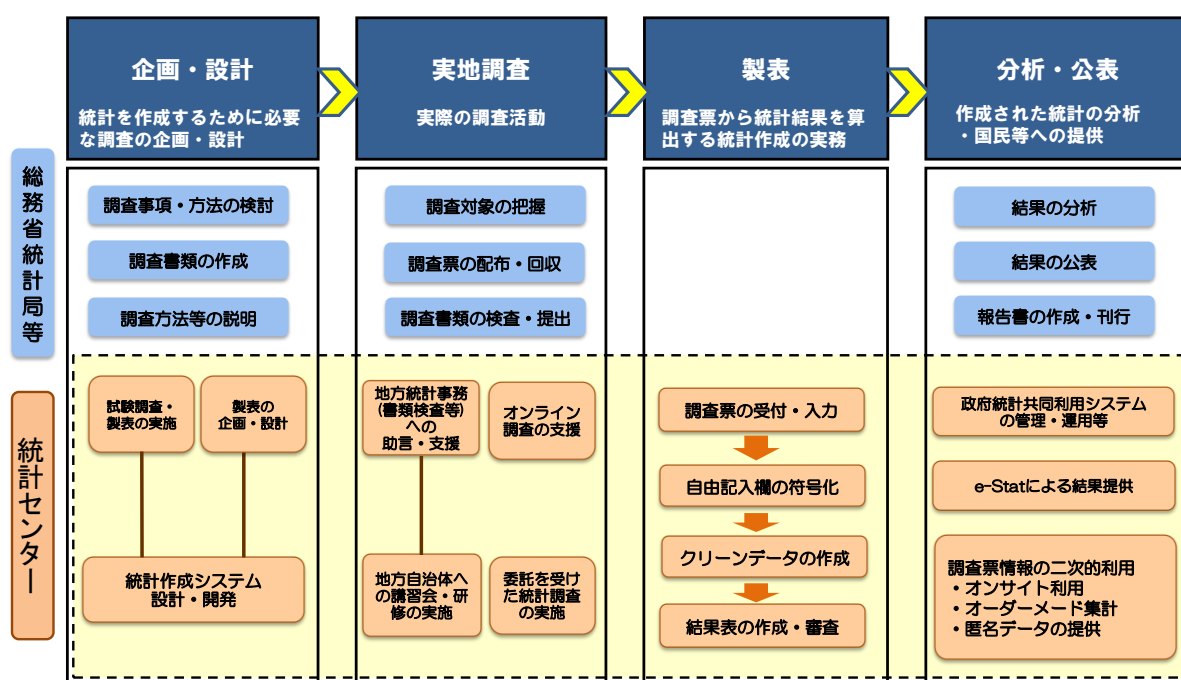 企画・設計
統計を作成するために必要
な調査の企画・設計
実地調査
実際の調査活動
製表
調査票から統計結果を算
出する統計作成の実務
分析・公表
作成された統計の分析
・国民等への提供
総務省統計局等
調査事項・方法の検討
調査書類の作成
調査方法等の説明
調査対象の把握
調査票の配布・回収
調査書類の検査・提出
結果の分析
結果の公表
報告書の作成・刊行
統計センター
試験調査・
製表の実施
製表の
企画・設計
統計作成システム
設計・開発
地方統計事務
(書類検査等)
への
助言・支援
オンライン
調査の支援
地方自治体へ
の講習会・研
修の実施
委託を受け
た統計調査
の実施
調査票の受付・入力
自由記入欄の符号化
クリーンデータの作成
結果表の作成・審査
政府統計共同利用システム
の管理・運用等
e-Statによる結果提供
調査票情報の二次的利用
・オンサイト利用
・オーダーメード集計
・匿名データの提供